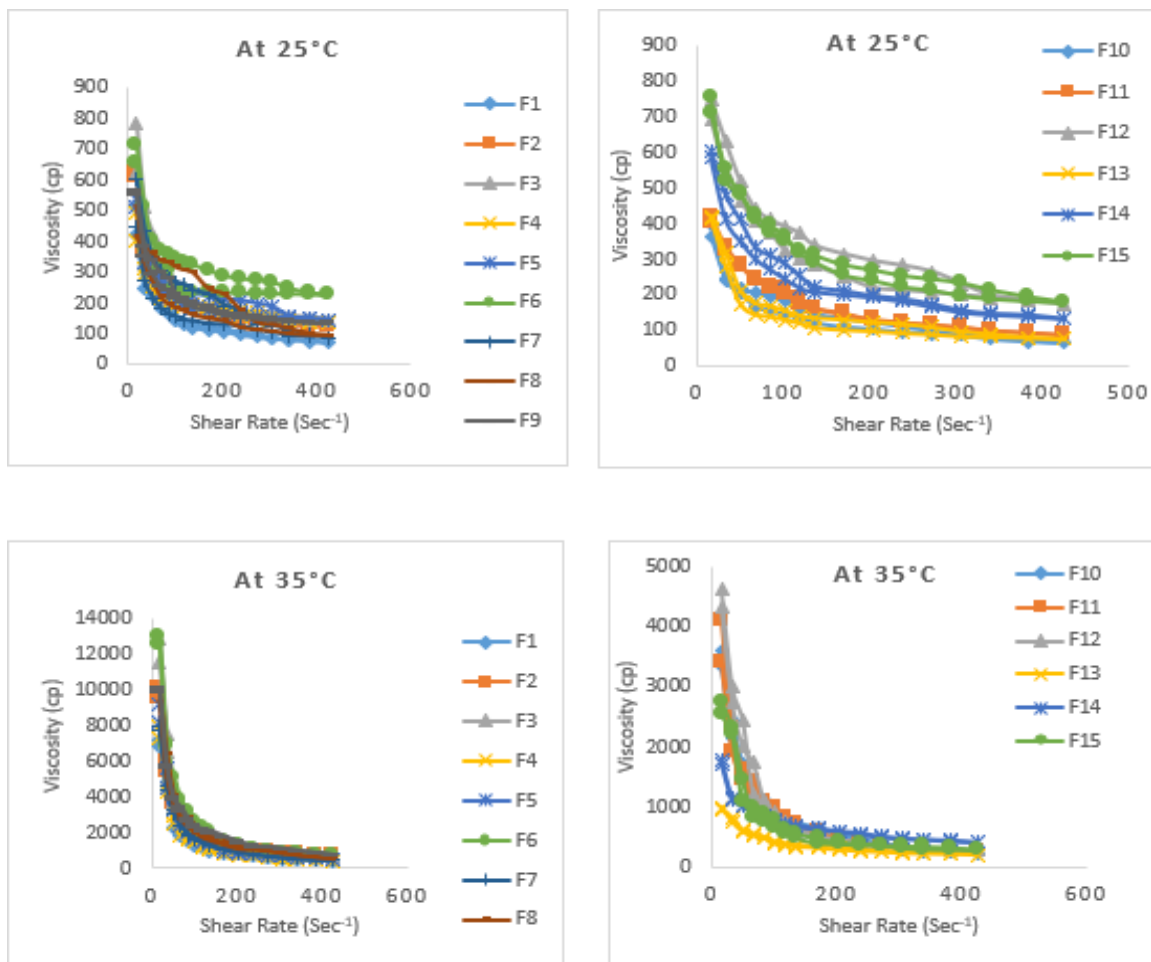 At 25°C
Viscosity (cp)
900
800
700
600
500
400
300
200
100
0
0 200 400 600
Shear Rate (Sec⁻¹)
F1
F2
F3
F4
F5
F6
F7
F8
F9
At 25°C
Viscosity (cp)
900
800
700
600
500
400
300
200
100
0
0 100 200 300 400 500
Shear Rate (Sec⁻¹)
F10
F11
F12
F13
F14
F15
At 35°C
Viscosity (cp)
14000
12000
10000
8000
6000
4000
2000
0
0 200 400 600
Shear Rate (Sec⁻¹)
F1
F2
F3
F4
F5
F6
F7
F8
At 35°C
Viscosity (cp)
5000
4000
3000
2000
1000
0
0 200 400 600
Shear Rate (Sec⁻¹)
F10
F11
F12
F13
F14
F15